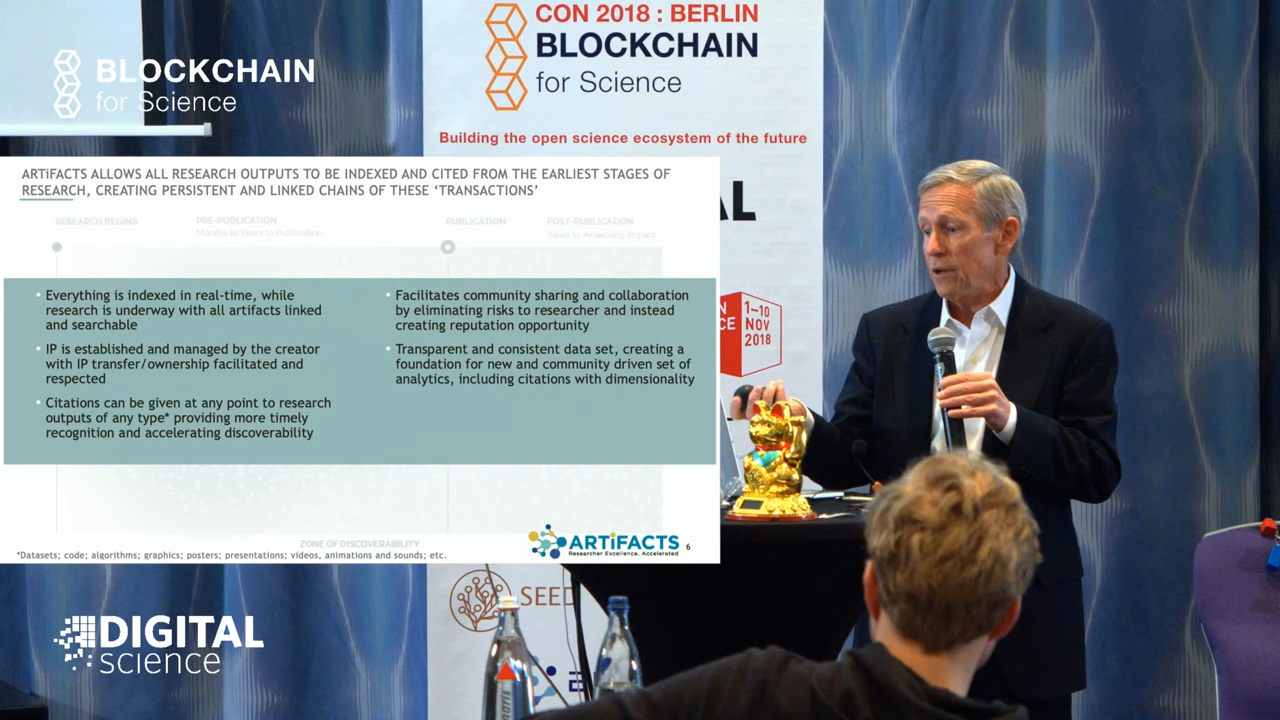 BLOCKCHAIN
for Science
CON 2018 : BERLIN
BLOCKCHAIN
for Science
Building the open science ecosystem of the future
AL
1-10
NOV
2018
ARTiFACTS ALLOWS ALL RESEARCH OUTPUTS TO BE INDEXED AND CITED FROM THE EARLIEST STAGES OF
RESEARCH, CREATING PERSISTENT AND LINKED CHAINS OF THESE ‘TRANSACTIONS’
RESEARCH BEGINS
PRE-PUBLICATION
Months to Years to Publication
PUBLICATION
POST-PUBLICATION
Years to Assessing Impact
• Everything is indexed in real-time, while
research is underway with all artifacts linked
and searchable
• IP is established and managed by the creator
with IP transfer/ownership facilitated and
respected
• Citations can be given at any point to research
outputs of any type* providing more timely
recognition and accelerating discoverability
• Facilitates community sharing and collaboration
by eliminating risks to researcher and instead
creating reputation opportunity
• Transparent and consistent data set, creating a
foundation for new and community driven set of
analytics, including citations with dimensionality
ZONE OF DISCOVERABILITY
*Datasets; code; algorithms; graphics; posters; presentations; videos, animations and sounds; etc.
ARTiFACTS
Researcher Excellence. Accelerated
6
SEED
DIGITAL
science